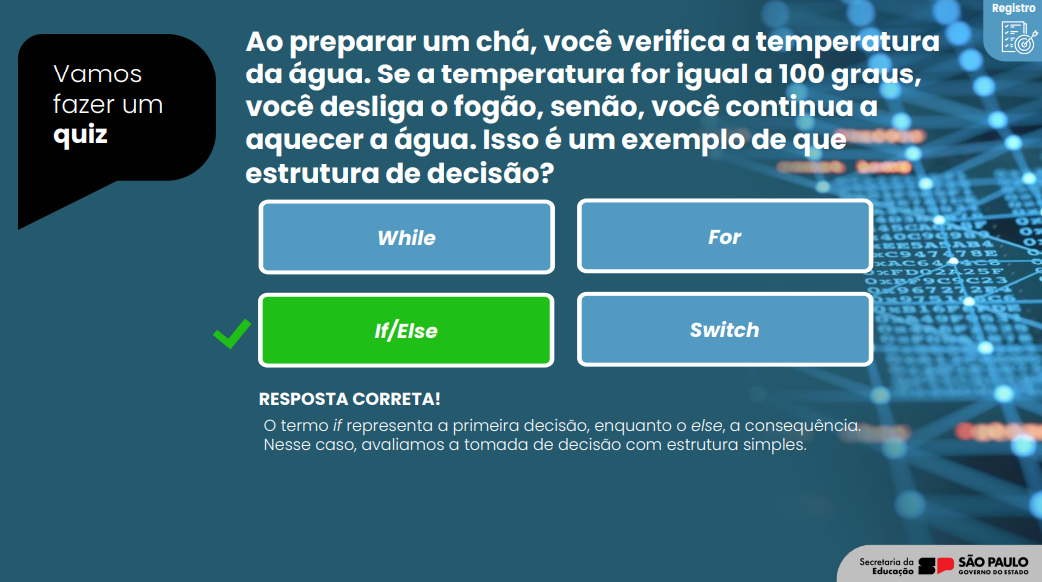 Registro
Vamos
fazer um
quiz
Ao preparar um chá, você verifica a temperatura
da água. Se a temperatura for igual a 100 graus,
você desliga o fogão, senão, você continua a
aquecer a água. Isso é um exemplo de que
estrutura de decisão?
While
For
If/Else
Switch
RESPOSTA CORRETA!
O termo if representa a primeira decisão, enquanto o else, a consequência.
Nesse caso, avaliamos a tomada de decisão com estrutura simples.
Secretaria da
Educação
SP
SÃO PAULO
GOVERNO DO ESTADO